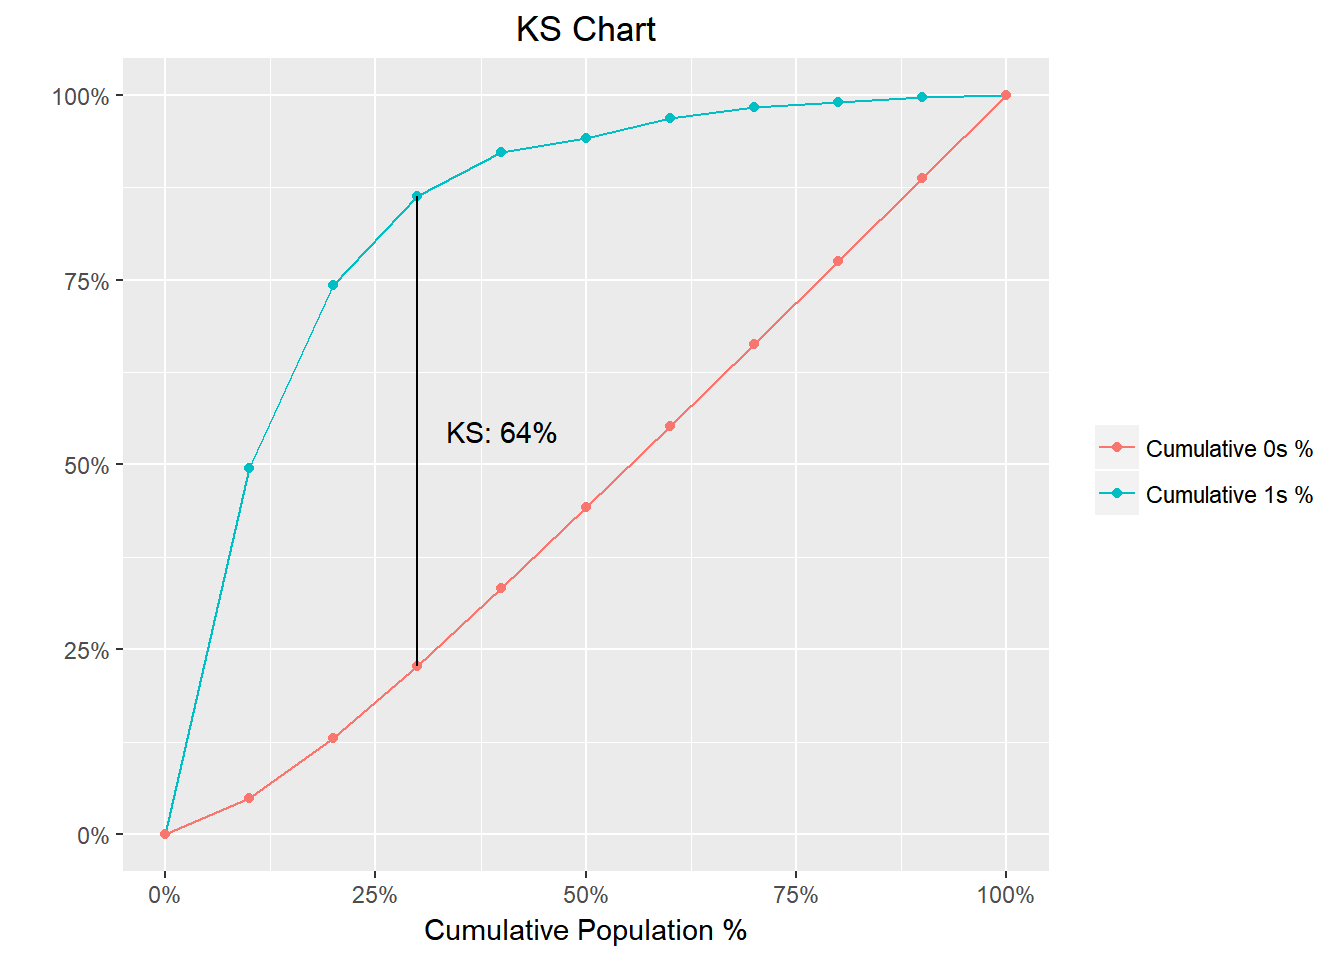 KS Chart
100%
75%
50%
25%
0%
KS: 64%
0% 25% 50% 75% 100%
Cumulative Population %
Cumulative 0s %
Cumulative 1s %